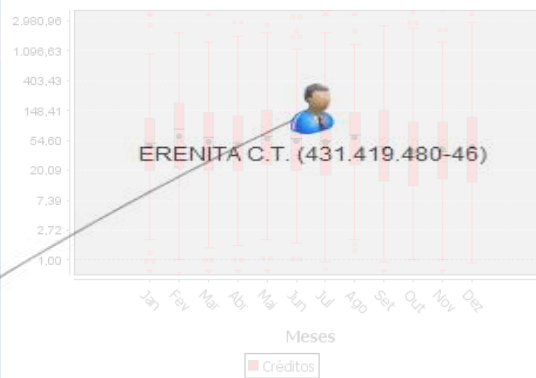 2.980,96
1.096,63
403,43
148,41
54,60
20,09
7,39
2,72
1,00
ERENITA C.T. (431.419.480-46)
Jan Fev Mar Abr Mai Jun Jul Ago Set Out Nov Dez
Meses
Créditos